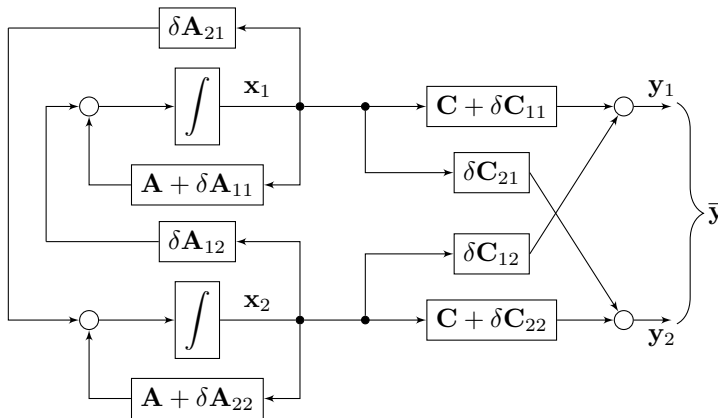 δA₂₁
∫
x₁
C + δC₁₁
y₁
A + δA₁₁
δC₂₁
ȳ
δA₁₂
δC₁₂
∫
x₂
C + δC₂₂
y₂
A + δA₂₂